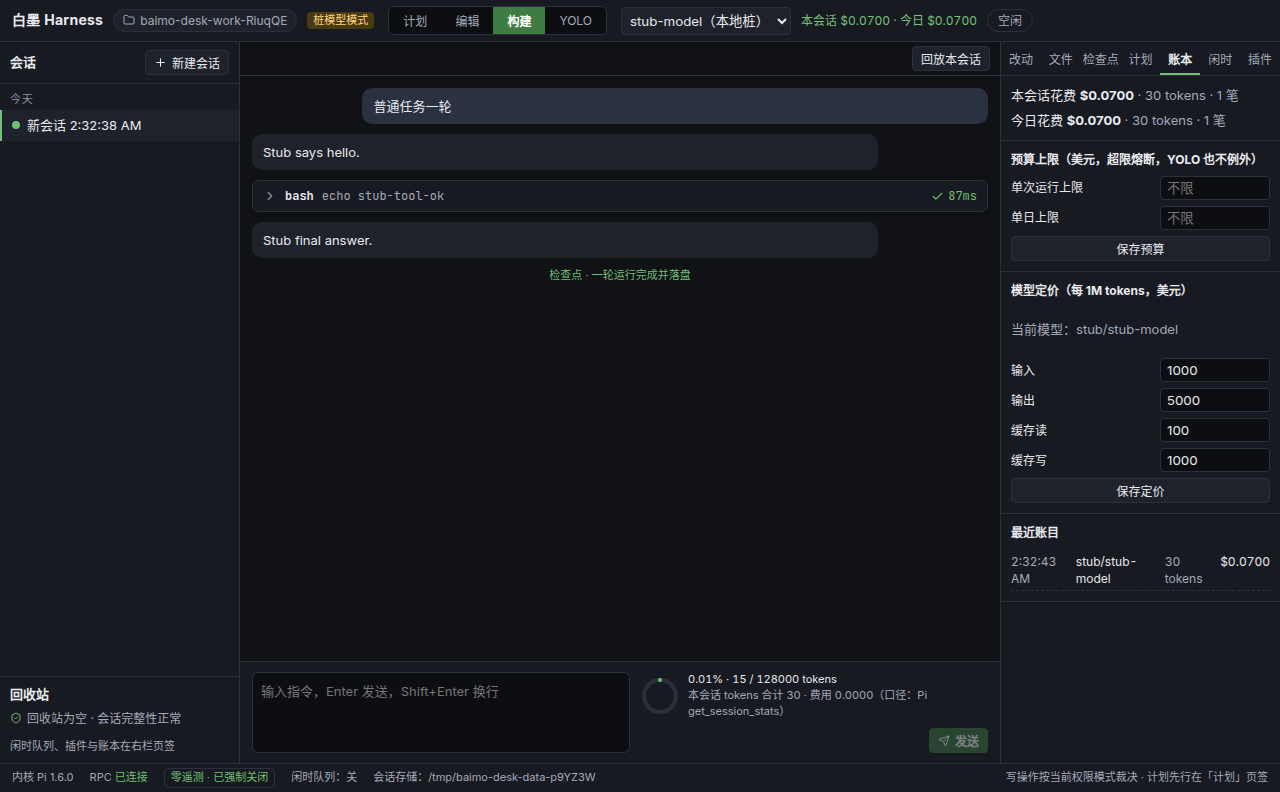 白墨 Harness
baimo-desk-work-RiuqQE
桩模型模式
计划 编辑 构建 YOLO
stub-model（本地桩）
本会话 $0.0700 · 今日 $0.0700
空闲
会话
新建会话
今天
新会话 2:32:38 AM
回收站
回收站为空 · 会话完整性正常
闲时队列、插件与账本在右栏页签
回放本会话
普通任务一轮
Stub says hello.
bash echo stub-tool-ok 87ms
Stub final answer.
检查点 · 一轮运行完成并落盘
输入指令，Enter 发送，Shift+Enter 换行
0.01% · 15 / 128000 tokens
本会话 tokens 合计 30 · 费用 0.0000（口径：Pi
get_session_stats）
发送
改动 文件 检查点 计划 账本 闲时 插件
本会话花费 $0.0700 · 30 tokens · 1 笔
今日花费 $0.0700 · 30 tokens · 1 笔
预算上限（美元，超限熔断，YOLO 也不例外）
单次运行上限 不限
单日上限 不限
保存预算
模型定价（每 1M tokens，美元）
当前模型：stub/stub-model
输入 1000
输出 5000
缓存读 100
缓存写 1000
保存定价
最近账目
2:32:43 stub/stub- 30 $0.0700
AM model tokens
内核 Pi 1.6.0 RPC 已连接 零遥测 · 已强制关闭 闲时队列：关 会话存储：/tmp/baimo-desk-data-p9YZ3W 写操作按当前权限模式裁决 · 计划先行在「计划」页签